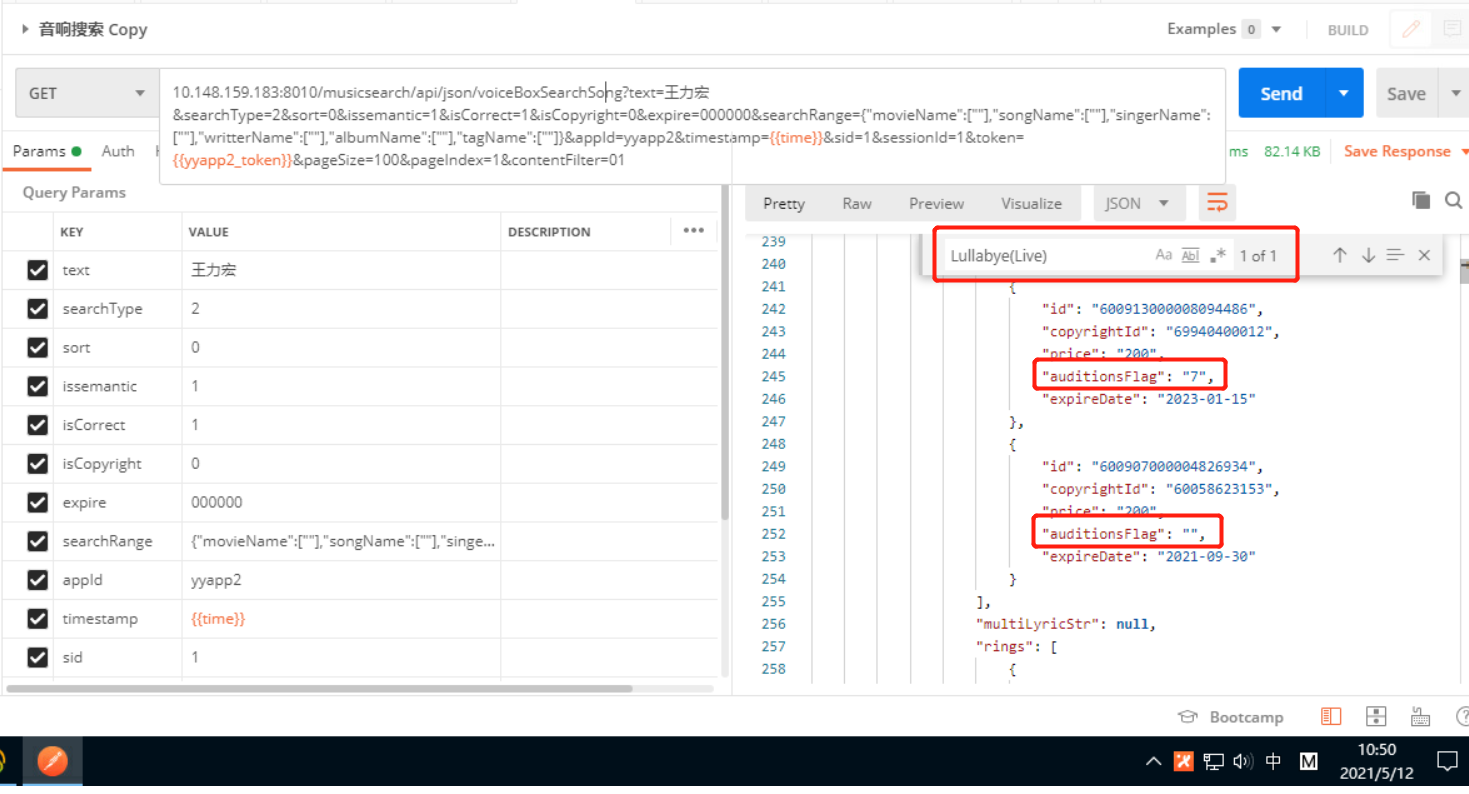 音响搜索 Copy
Examples 0
BUILD
GET
10.148.159.183:8010/musicsearch/api/json/voiceBoxSearchSong?text=王力宏
&searchType=2&sort=0&issemantic=1&isCorrect=1&isCopyright=0&expire=000000&searchRange={"movieName":[""],"songName":[""],"singerName":
[""],"writterName":[""],"albumName":[""],"tagName":[""]}&appId=yyapp2&timestamp={{time}}&sid=1&sessionId=1&token=
{{yyapp2_token}}&pageSize=100&pageIndex=1&contentFilter=01
Send
Save
Params
Auth
ms 82.14 KB Save Response
Query Params
KEY VALUE DESCRIPTION
text 王力宏
searchType 2
sort 0
issemantic 1
isCorrect 1
isCopyright 0
expire 000000
searchRange {"movieName":[""],"songName":[""],"singe...
appId yyapp2
timestamp {{time}}
sid 1
Pretty Raw Preview Visualize JSON
Lullabye(Live) Aa Abl .* 1 of 1
239
240
241 {
242 "id": "600913000008094486",
243 "copyrightId": "69940400012",
244 "price": "200",
245 "auditionsFlag": "7",
246 "expireDate": "2023-01-15"
247 },
248 {
249 "id": "600907000004826934",
250 "copyrightId": "60058623153",
251 "price": "200",
252 "auditionsFlag": "",
253 "expireDate": "2021-09-30"
254 }
255 ],
256 "multiLyricStr": null,
257 "rings": [
258 {
Bootcamp
中 M
10:50
2021/5/12